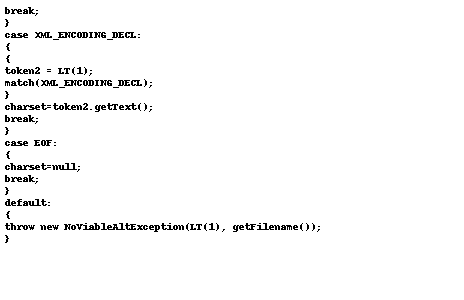 break;
}
case XML_ENCODING_DECL:
{
{
token2 = LT(1);
match(XML_ENCODING_DECL);
}
charset=token2.getText();
break;
}
case EOF:
{
charset=null;
break;
}
default:
{
throw new NoViableAltException(LT(1), getFilename());
}